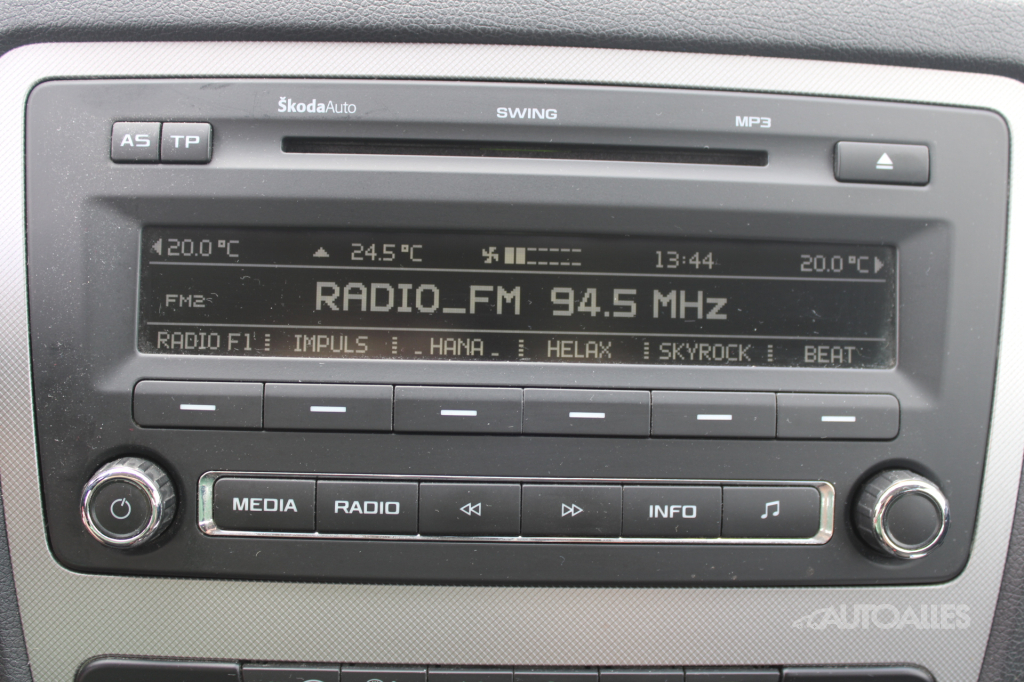 ŠkodaAuto SWING MP3
AS TP
20.0 °C 24.5 °C 13:44 20.0 °C
FM2 RADIO_FM 94.5 MHz
RADIO F1 IMPULS _HANA_ HELAX SKYROCK BEAT
MEDIA RADIO INFO
AUTOALLES